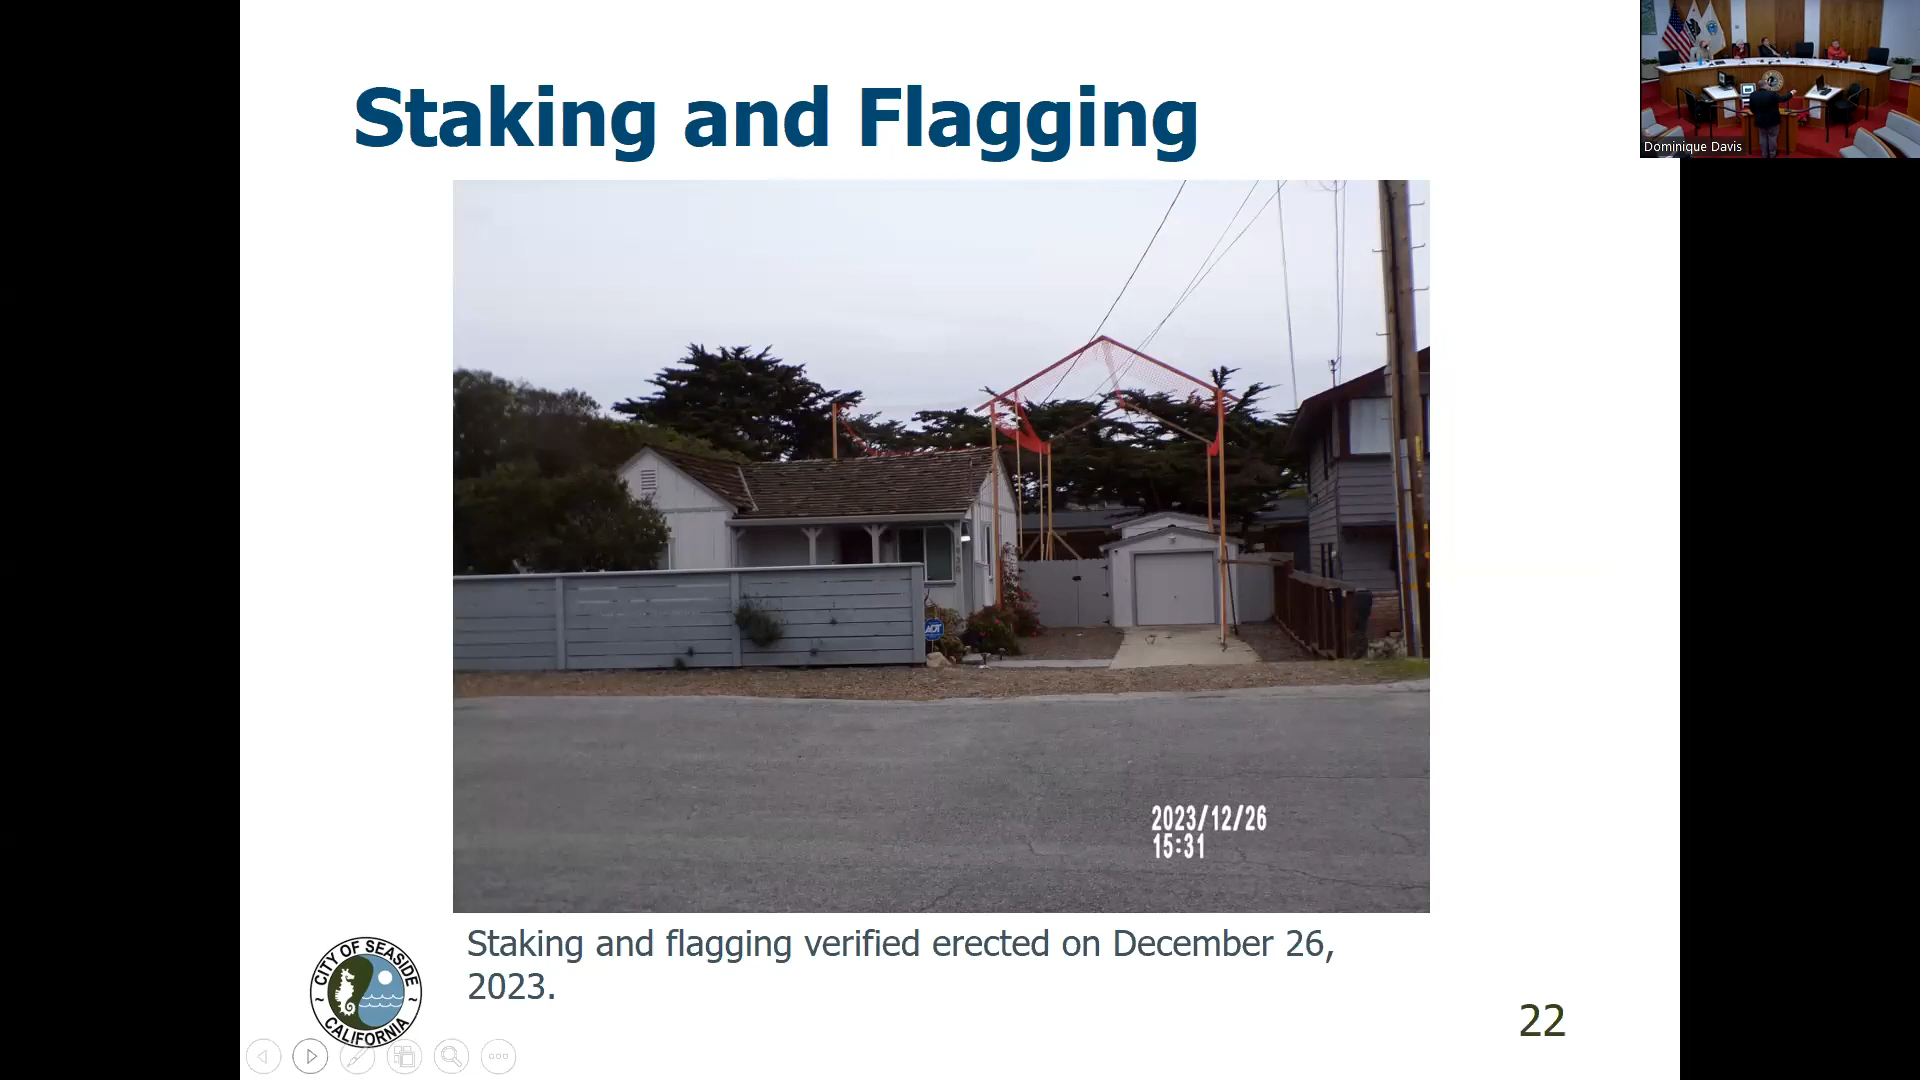 Staking and Flagging
Dominique Davis
ADT
2023/12/26
15:31
Staking and flagging verified erected on December 26,
2023.
CITY OF SEASIDE
CALIFORNIA
22